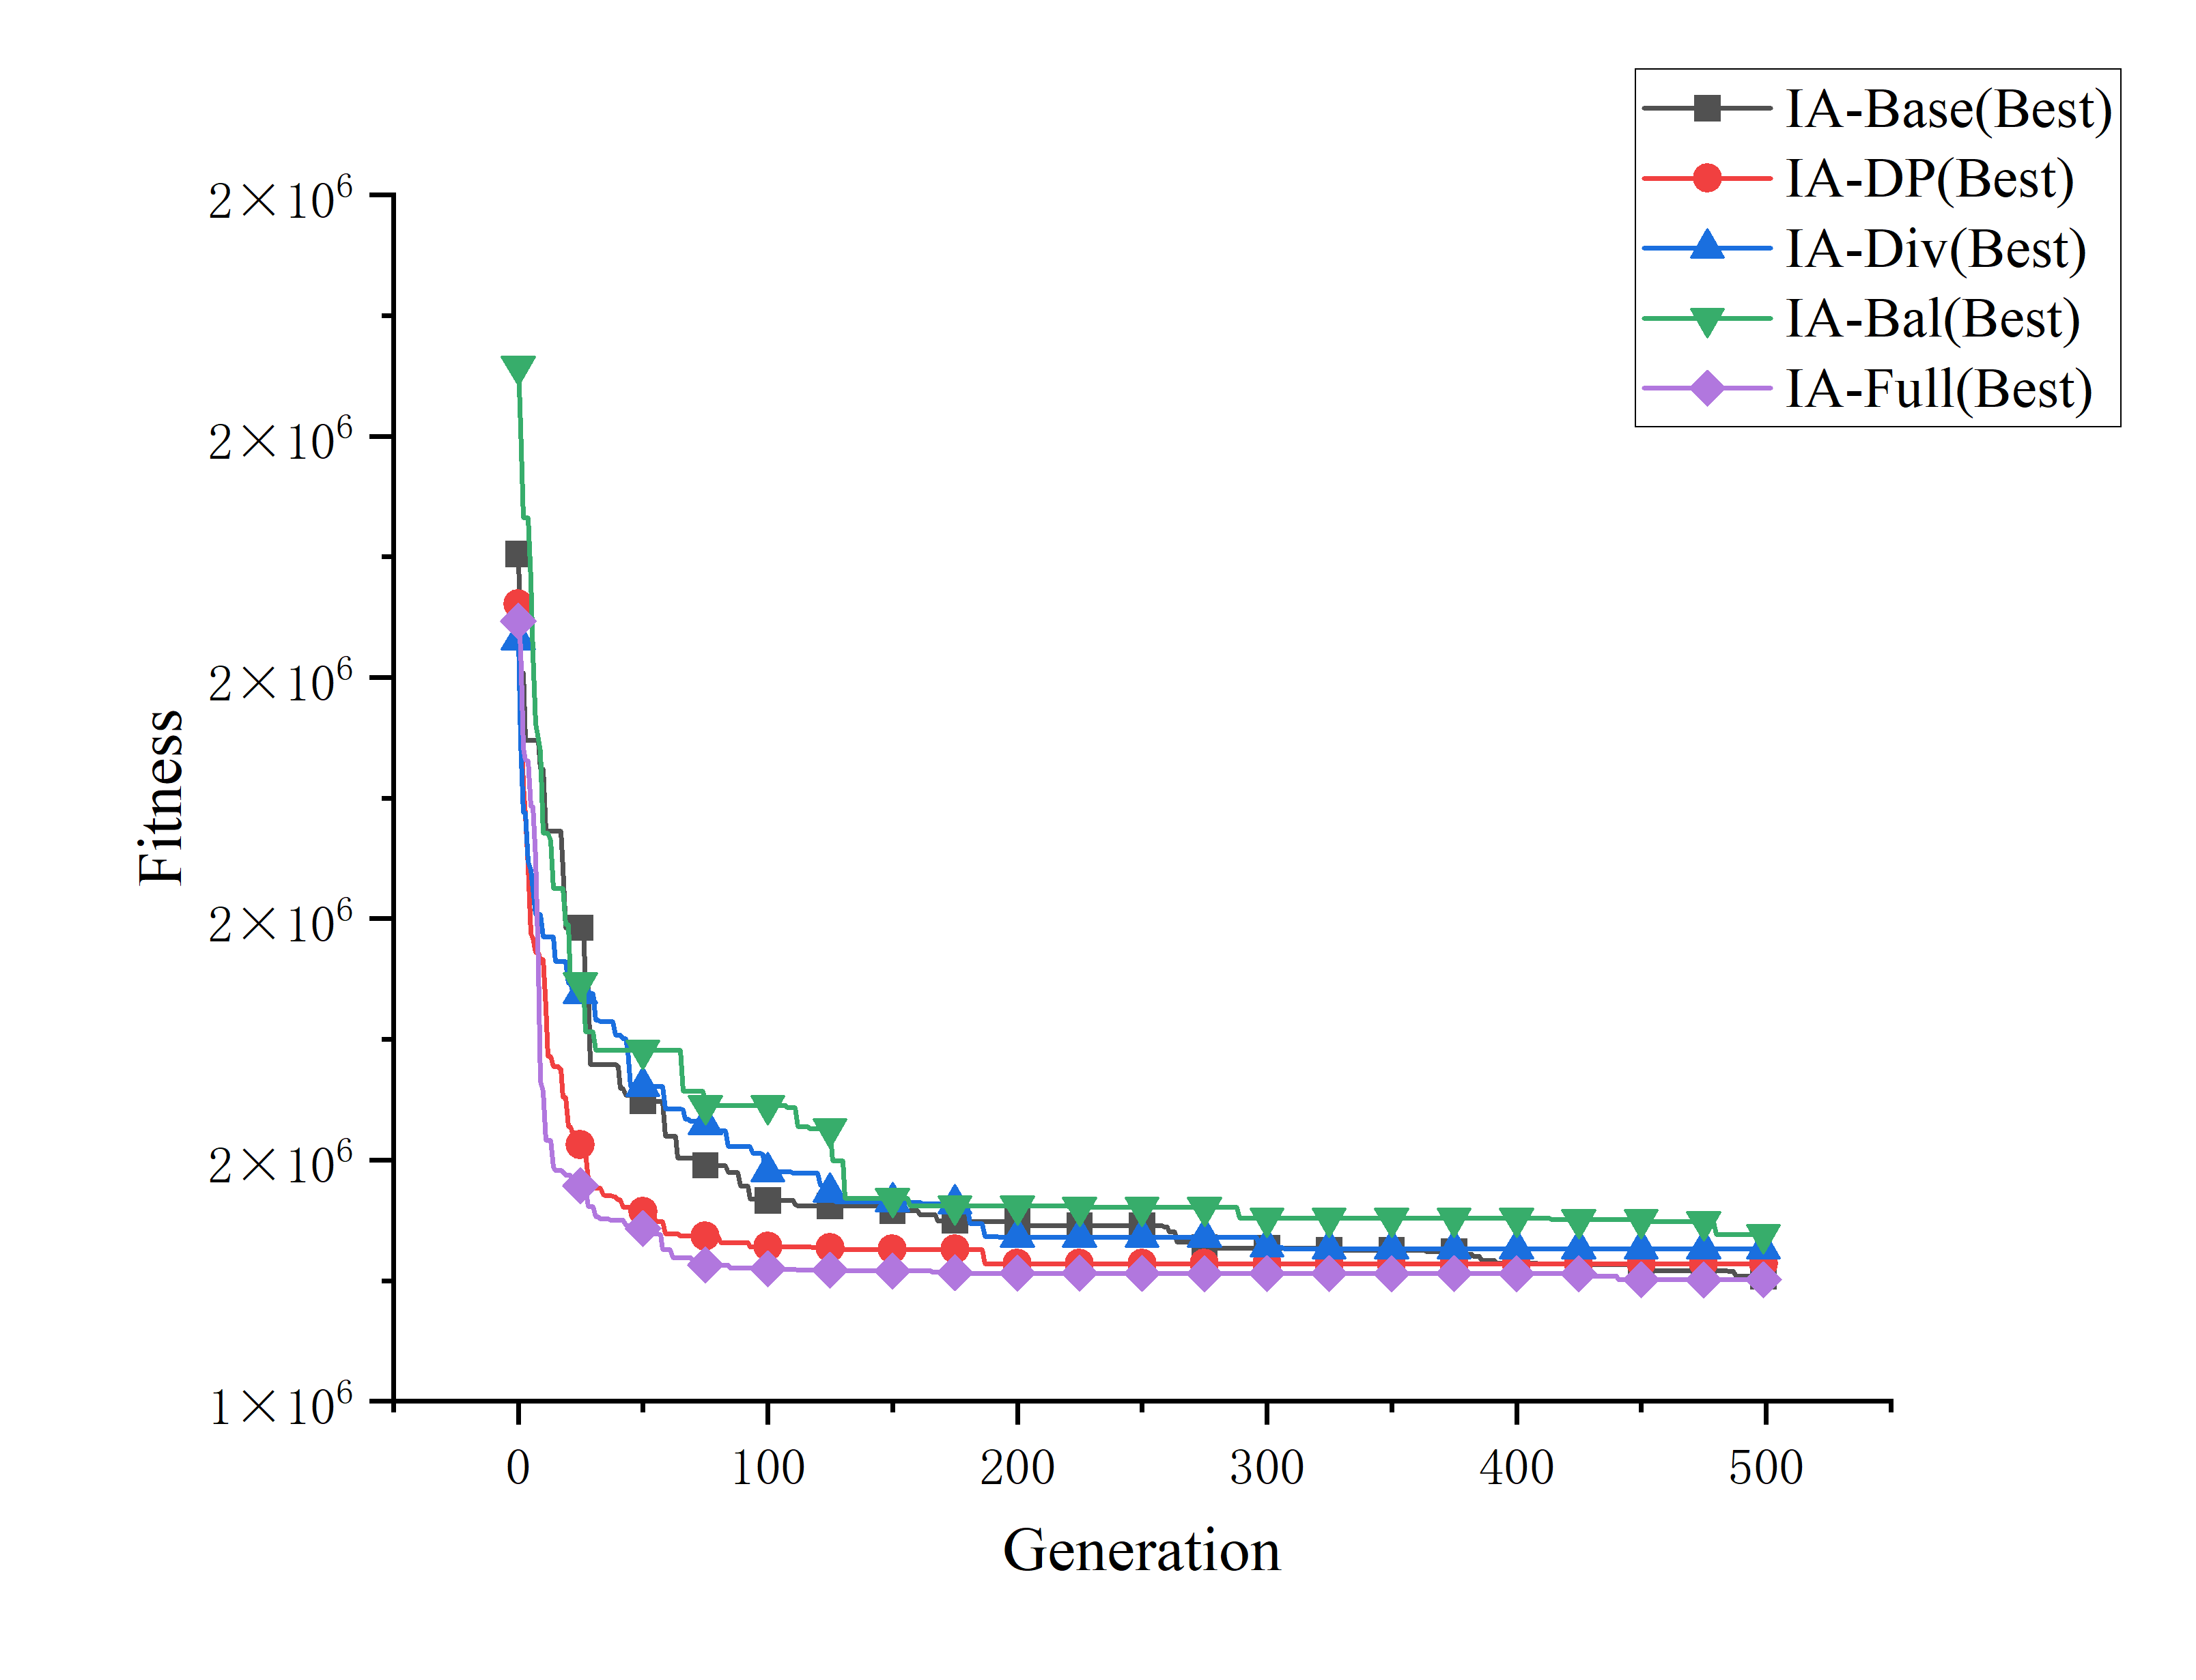 IA-Base(Best)
IA-DP(Best)
IA-Div(Best)
IA-Bal(Best)
IA-Full(Best)
2×10⁶
2×10⁶
2×10⁶
2×10⁶
2×10⁶
1×10⁶
Fitness
0 100 200 300 400 500
Generation